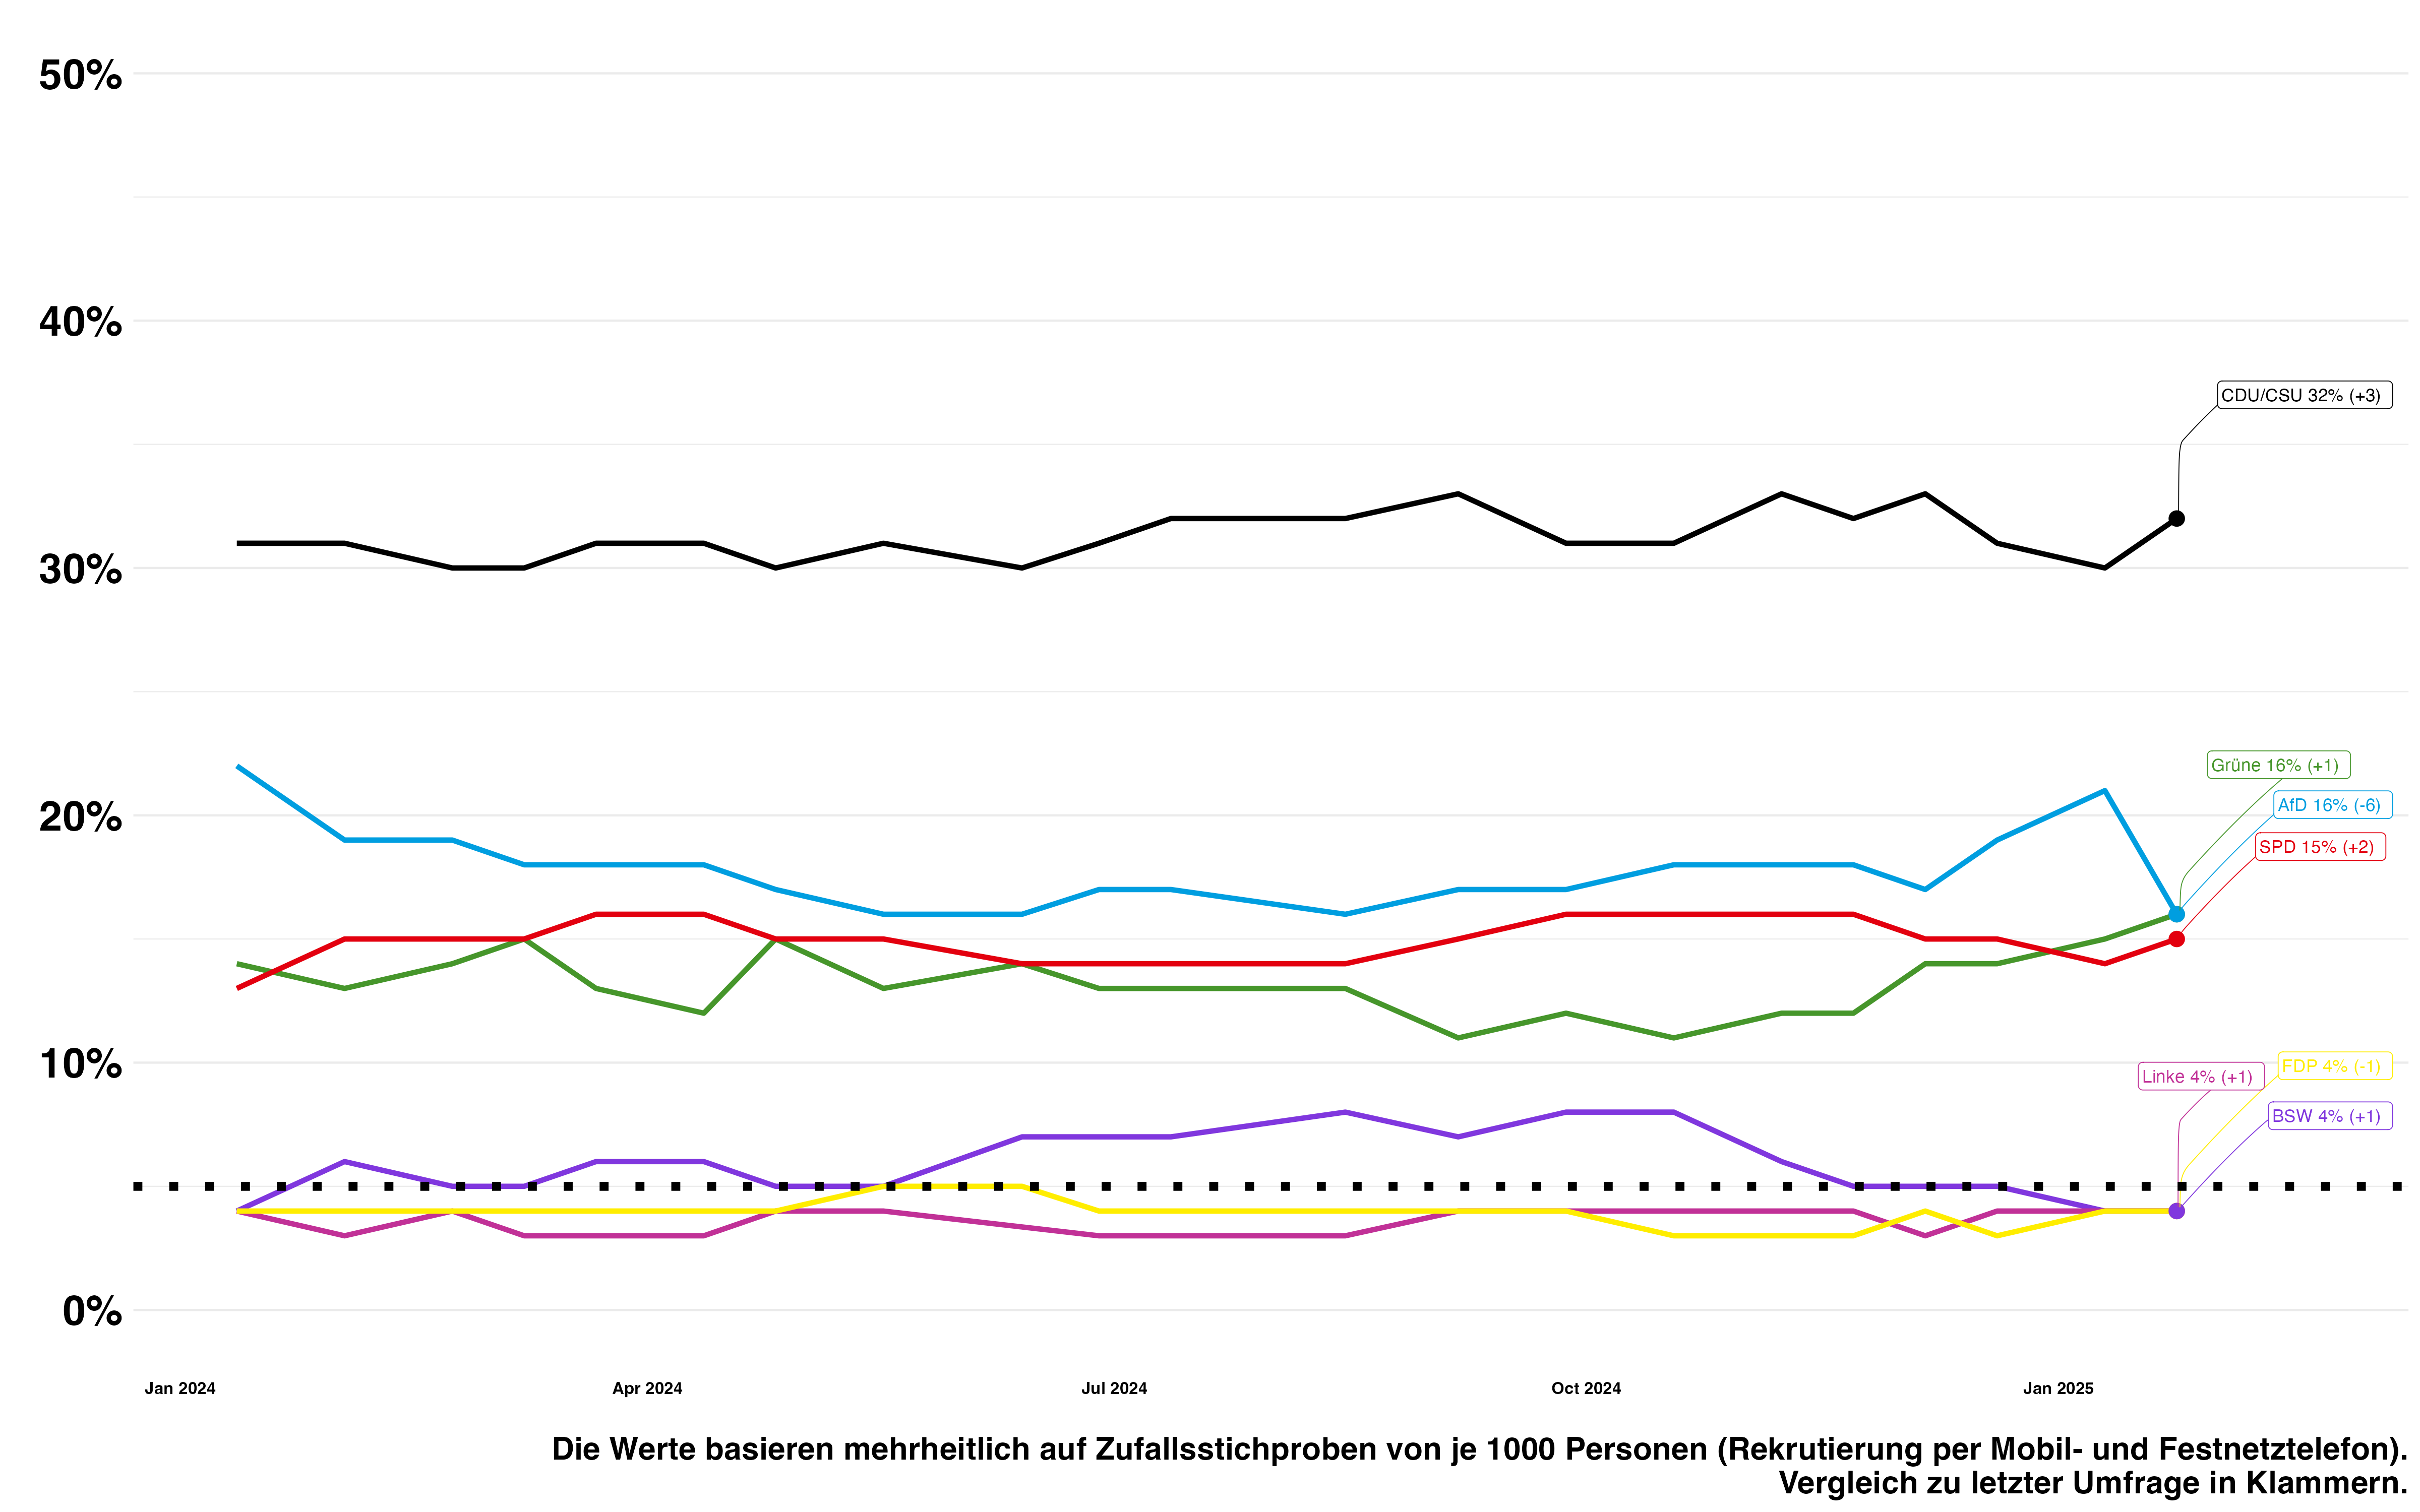 50%
40%
CDU/CSU 32% (+3)
30%
Grüne 16% (+1)
AfD 16% (-6)
20%
SPD 15% (+2)
10%
FDP 4% (-1)
Linke 4% (+1)
BSW 4% (+1)
0%
Jan 2024 Apr 2024 Jul 2024 Oct 2024 Jan 2025
Die Werte basieren mehrheitlich auf Zufallsstichproben von je 1000 Personen (Rekrutierung per Mobil- und Festnetztelefon).
Vergleich zu letzter Umfrage in Klammern.